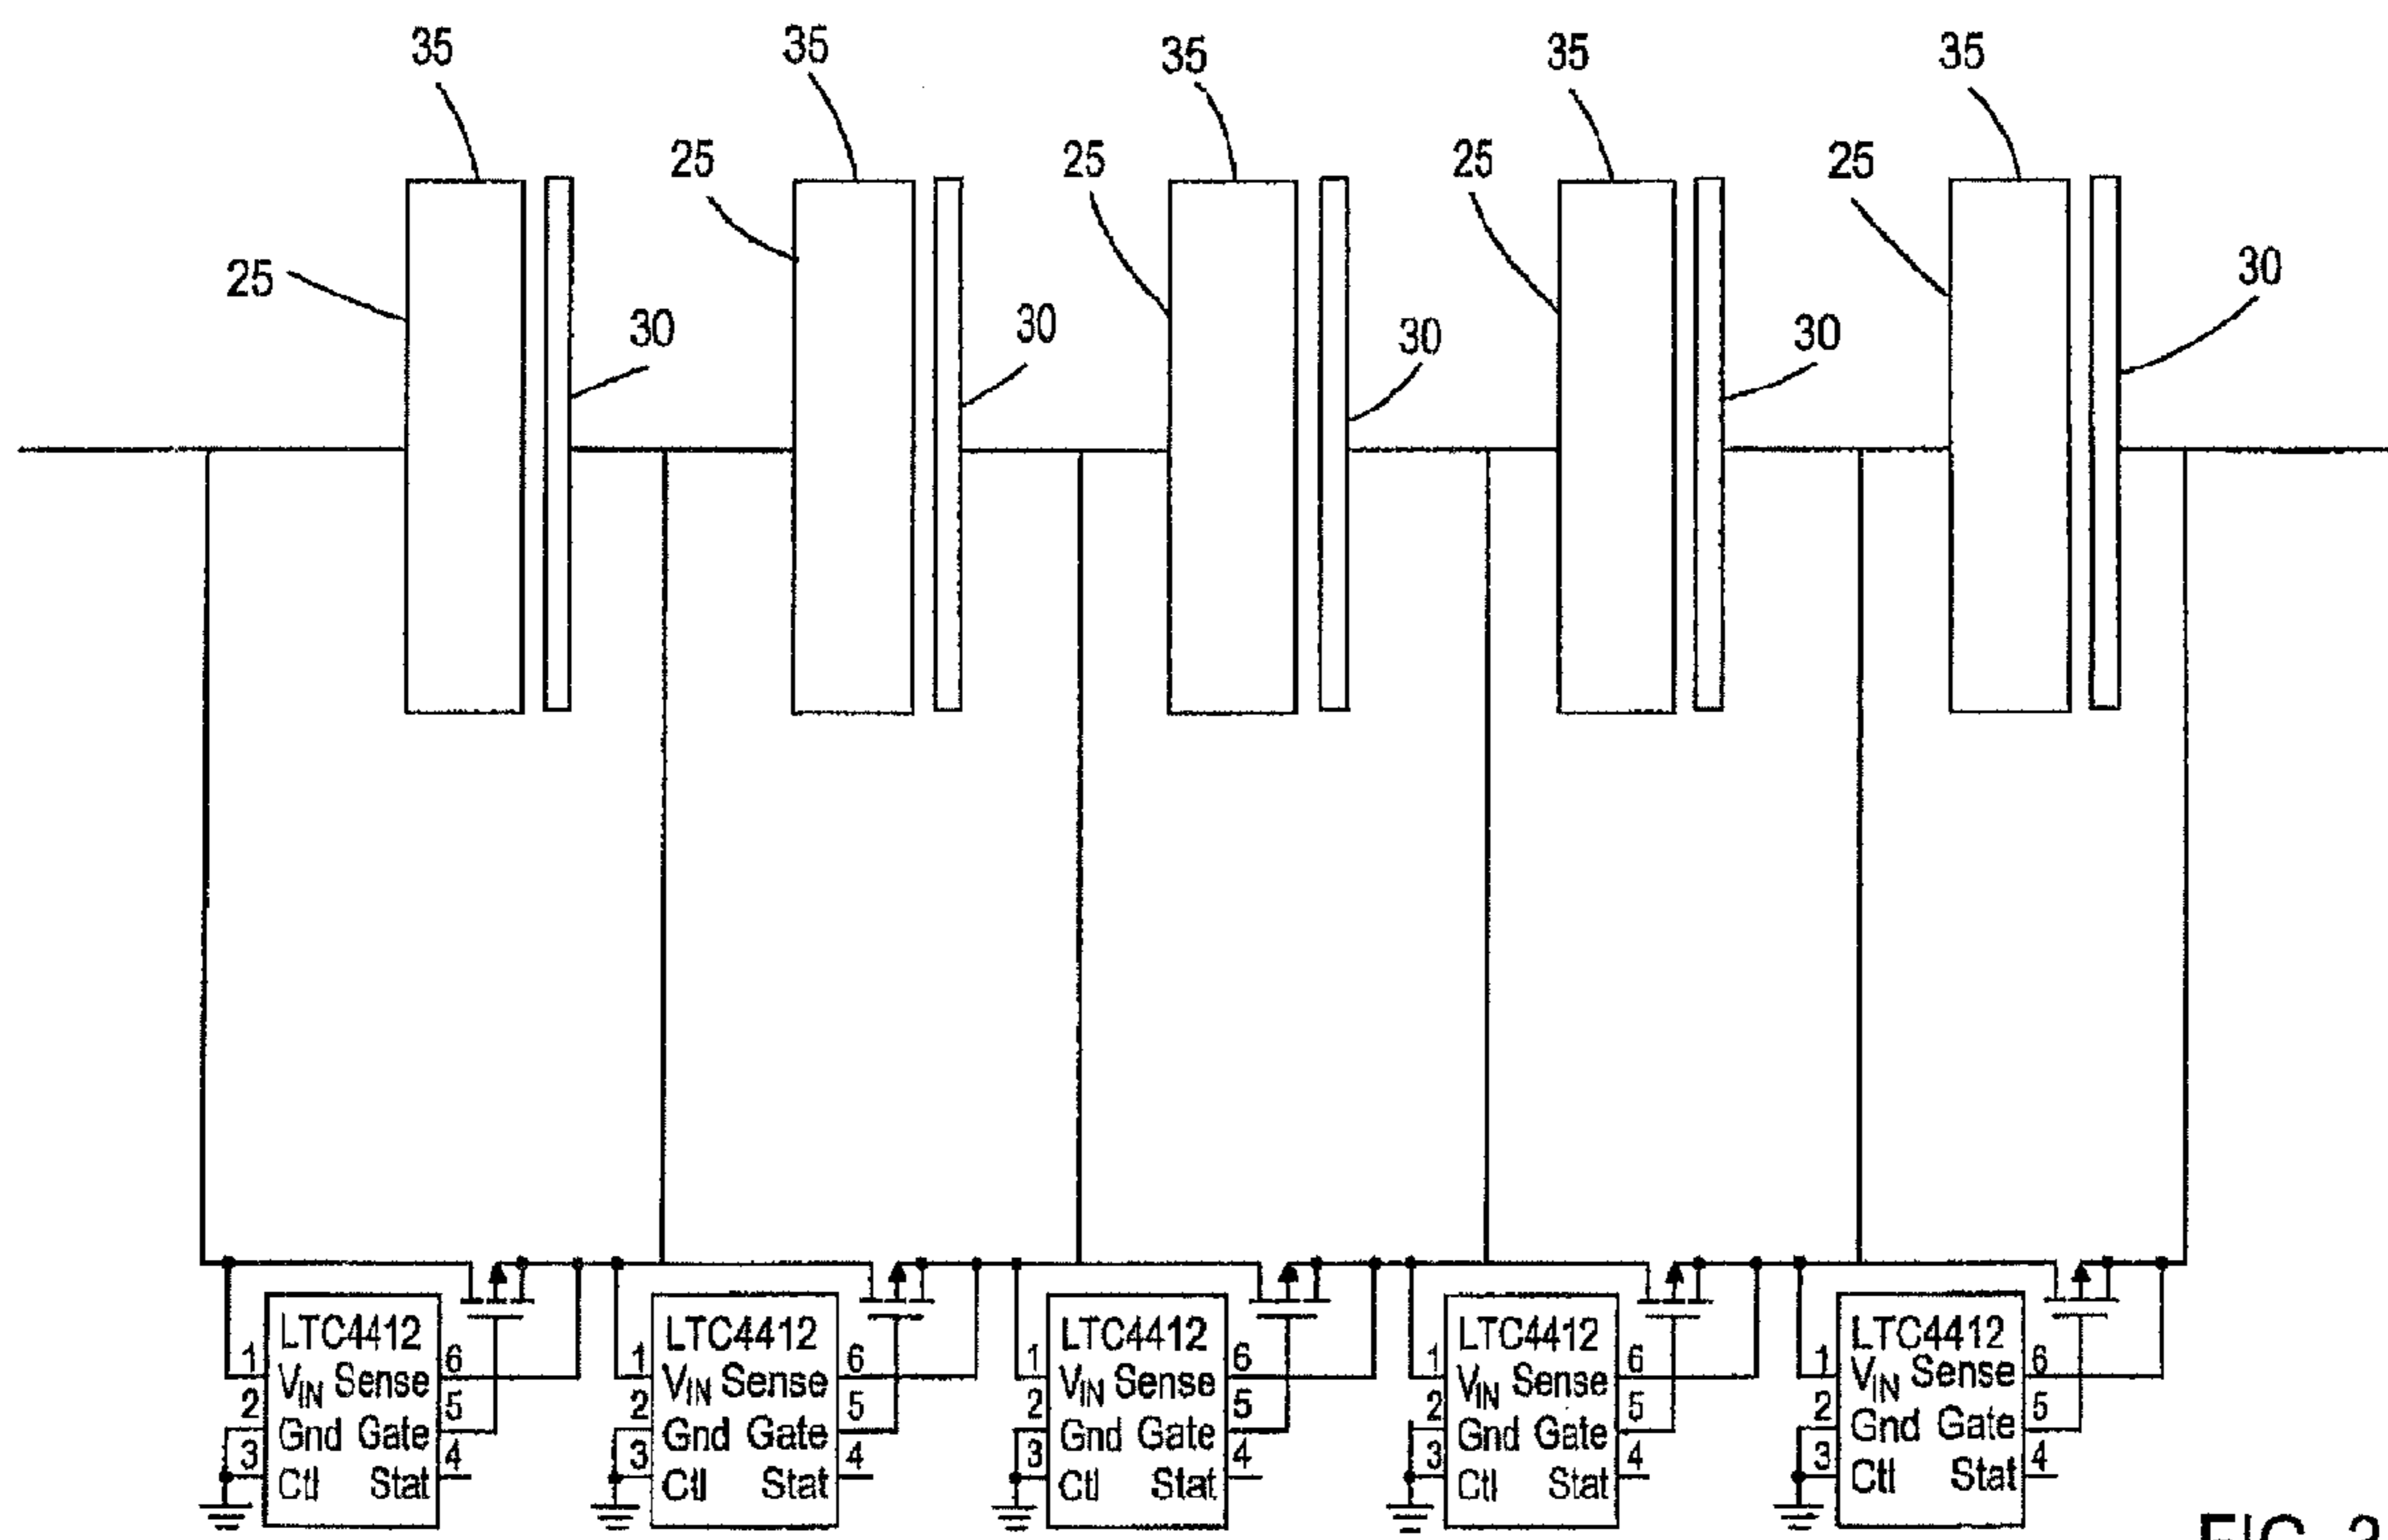 35 35 35 35 35
25 25 25 25
25 30
30 30 30 30
LTC4412 LTC4412 LTC4412 LTC4412 LTC4412
1 VIN Sense 6 1 VIN Sense 6 1 VIN Sense 6 1 VIN Sense 6 1 VIN Sense 6
2 Gnd Gate 5 2 Gnd Gate 5 2 Gnd Gate 5 2 Gnd Gate 5 2 Gnd Gate 5
3 Ctl Stat 4 3 Ctl Stat 4 3 Ctl Stat 4 3 Ctl Stat 4 3 Ctl Stat 4